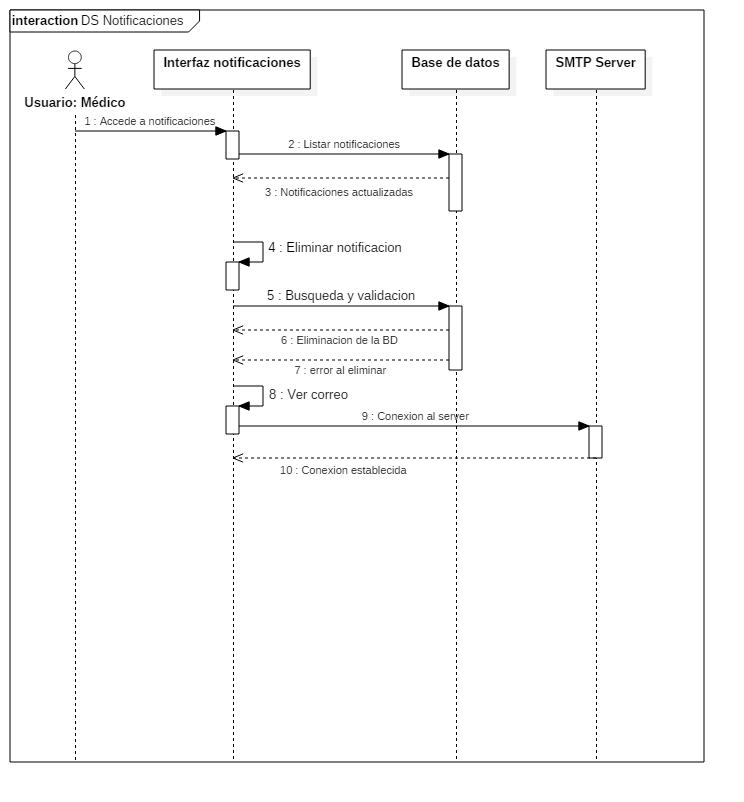 interaction DS Notificaciones
Interfaz notificaciones
Base de datos
SMTP Server
Usuario: Médico
1 : Accede a notificaciones
2 : Listar notificaciones
3 : Notificaciones actualizadas
4 : Eliminar notificacion
5 : Busqueda y validacion
6 : Eliminacion de la BD
7 : error al eliminar
8 : Ver correo
9 : Conexion al server
10 : Conexion establecida